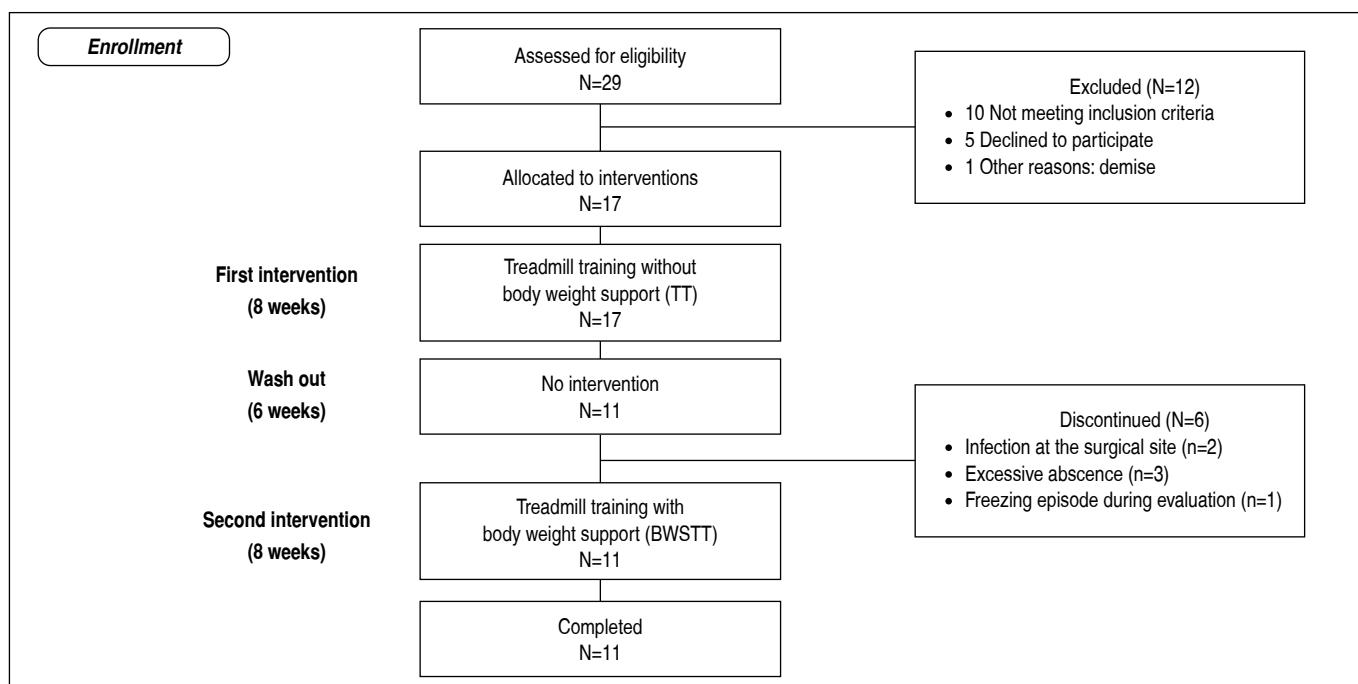 Enrollment
Assessed for eligibility
N=29
Excluded (N=12)
• 10 Not meeting inclusion criteria
• 5 Declined to participate
• 1 Other reasons: demise
Allocated to interventions
N=17
First intervention
(8 weeks)
Treadmill training without
body weight support (TT)
N=17
Wash out
(6 weeks)
No intervention
N=11
Discontinued (N=6)
• Infection at the surgical site (n=2)
• Excessive abscence (n=3)
• Freezing episode during evaluation (n=1)
Second intervention
(8 weeks)
Treadmill training with
body weight support (BWSTT)
N=11
Completed
N=11